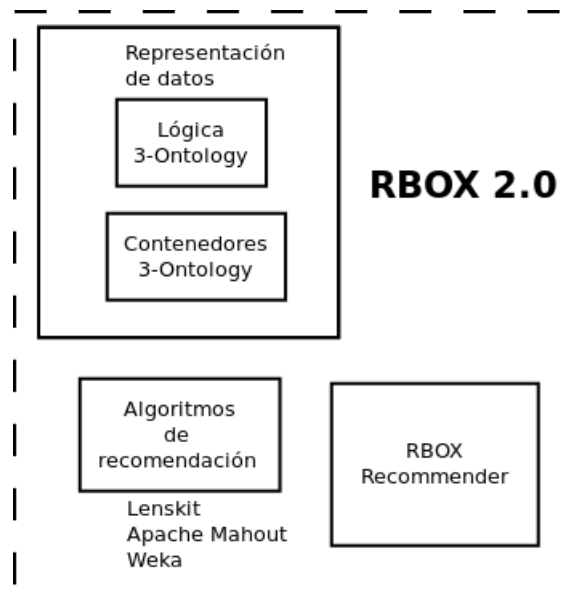 Representación
de datos
Lógica
3-Ontology
RBOX 2.0
Contenedores
3-Ontology
Algoritmos
de
recomendación
RBOX
Recommender
Lenskit
Apache Mahout
Weka